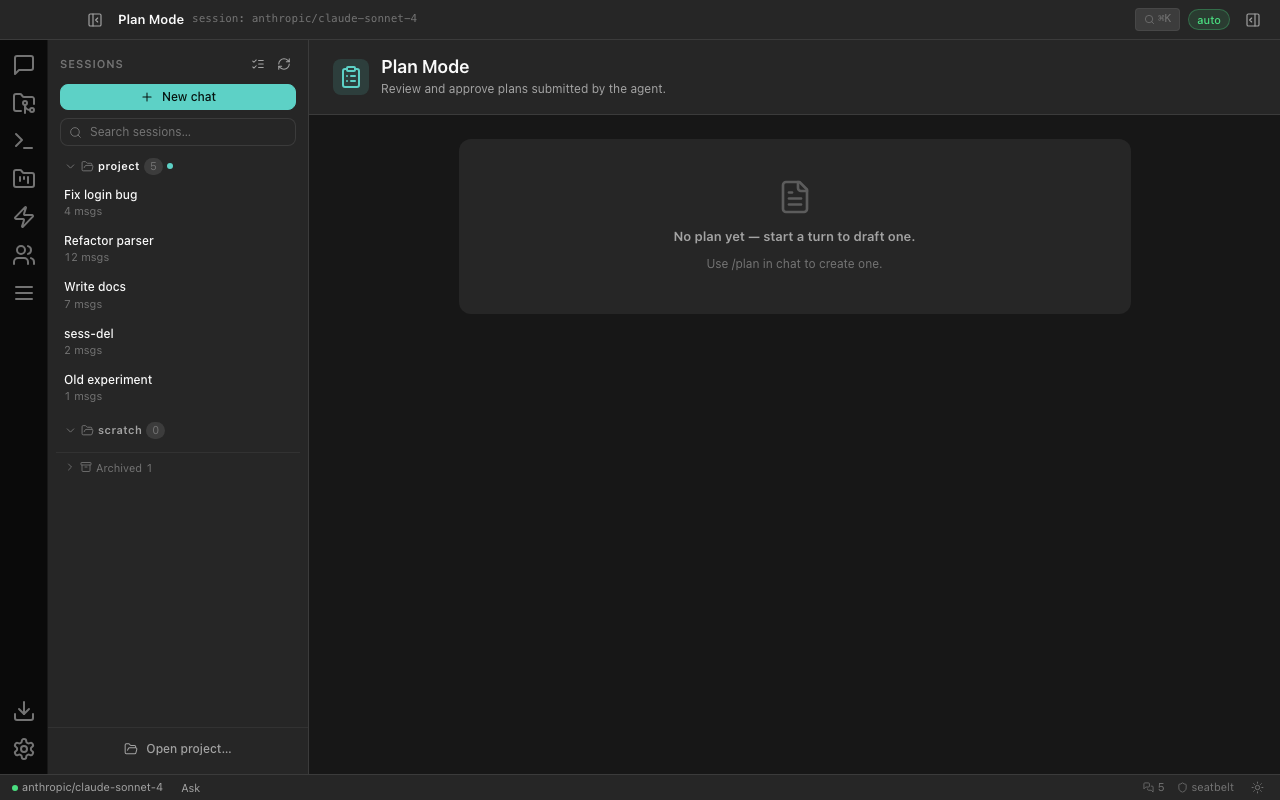 Plan Mode session: anthropic/claude-sonnet-4
⌘K
auto
SESSIONS
New chat
Search sessions...
project 5
Fix login bug
4 msgs
Refactor parser
12 msgs
Write docs
7 msgs
sess-del
2 msgs
Old experiment
1 msgs
scratch 0
Archived 1
Open project...
Plan Mode
Review and approve plans submitted by the agent.
No plan yet — start a turn to draft one.
Use /plan in chat to create one.
anthropic/claude-sonnet-4 Ask
5 seatbelt